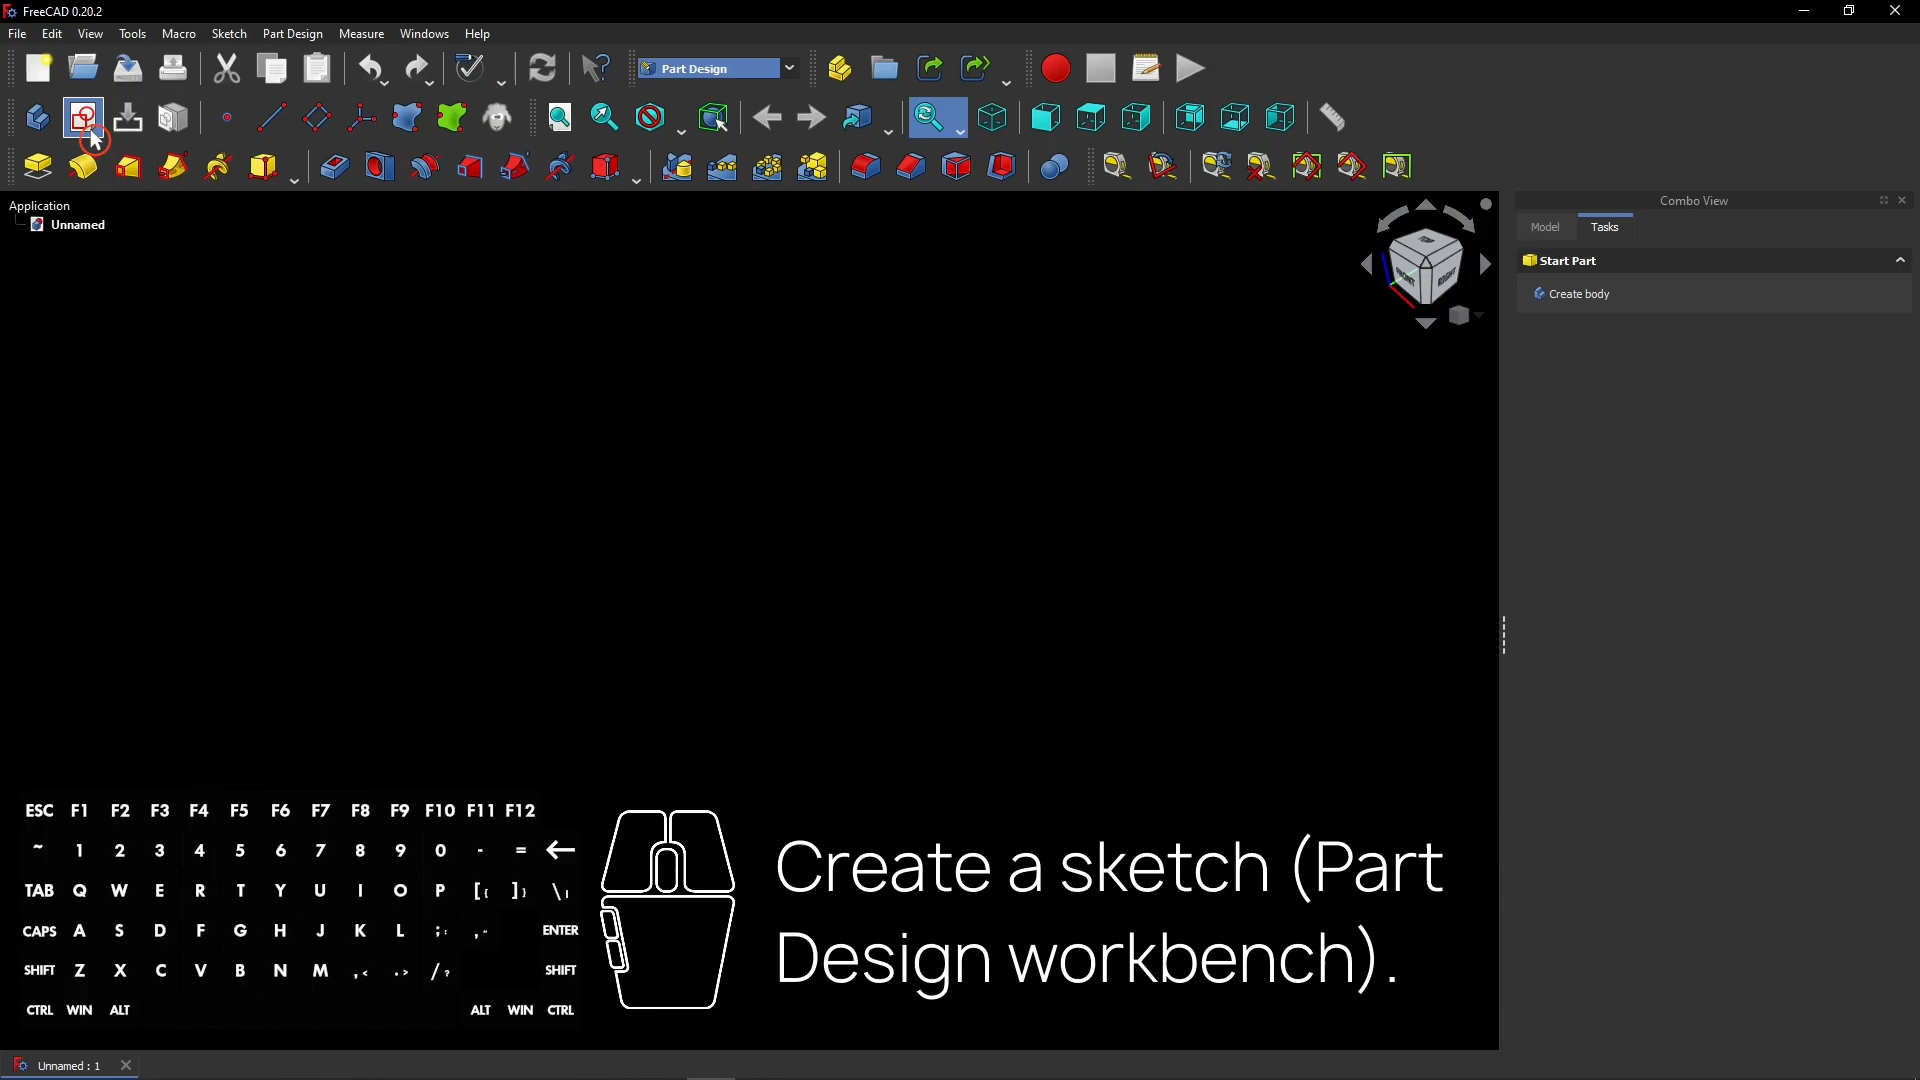 FreeCAD 0.20.2
File Edit View Tools Macro Sketch Part Design Measure Windows Help
Part Design
Application
Unnamed
Combo View
Model Tasks
Start Part
Create body
FRONT RIGHT
ESC F1 F2 F3 F4 F5 F6 F7 F8 F9 F10 F11 F12
~ 1 2 3 4 5 6 7 8 9 0 - = ←
TAB Q W E R T Y U I O P [{ ]} \|
CAPS A S D F G H J K L ;: ENTER
SHIFT Z X C V B N M ,< .> /? SHIFT
CTRL WIN ALT ALT WIN CTRL
Create a sketch (Part
Design workbench).
Unnamed : 1